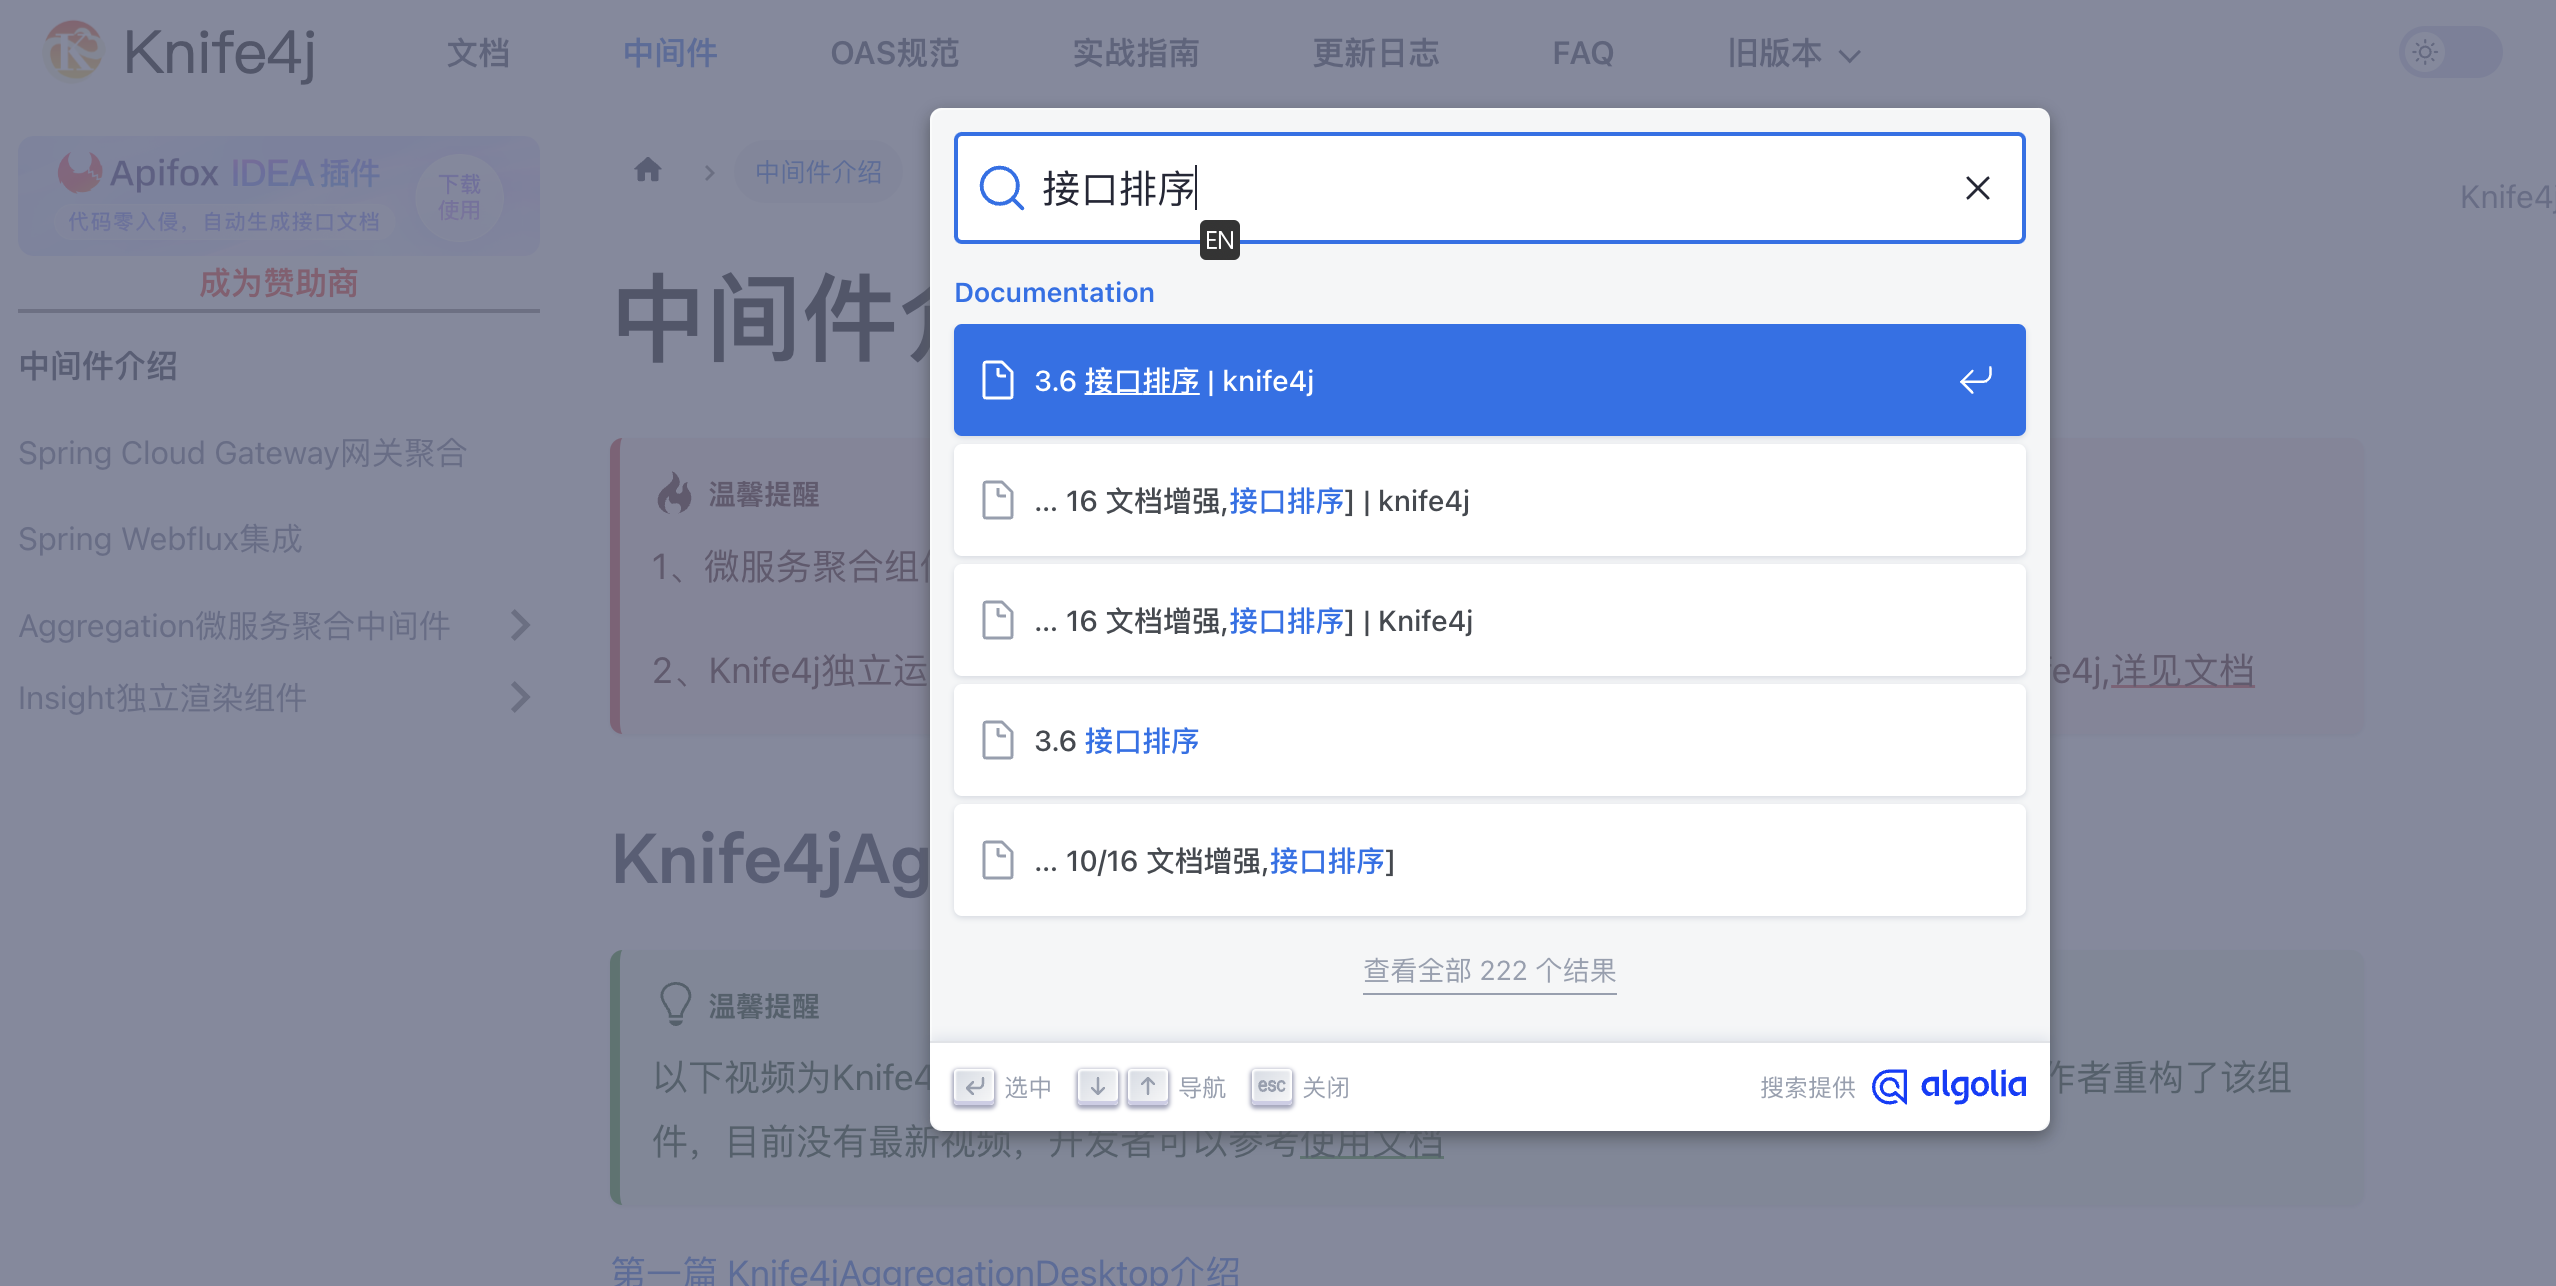 Knife4j
文档
中间件
OAS规范
实战指南
更新日志
FAQ
旧版本
Apifox IDEA 插件
代码零入侵，自动生成接口文档
下载
使用
成为赞助商
中间件介绍
Spring Cloud Gateway网关聚合
Spring Webflux集成
Aggregation微服务聚合中间件
Insight独立渲染组件
中间件介绍
Knife4j
接口排序
EN
Documentation
3.6 接口排序 | knife4j
... 16 文档增强,接口排序] | knife4j
... 16 文档增强,接口排序] | Knife4j
3.6 接口排序
... 10/16 文档增强,接口排序]
查看全部 222 个结果
选中
导航
esc 关闭
搜索提供 algolia
中间件
温馨提醒
1、微服务聚合组
2、Knife4j独立运
fe4j,详见文档
Knife4jAg
温馨提醒
以下视频为Knife4
作者重构了该组
件，目前没有最新视频，开发者可以参考使用文档
第一篇 Knife4jAggregationDesktop介绍